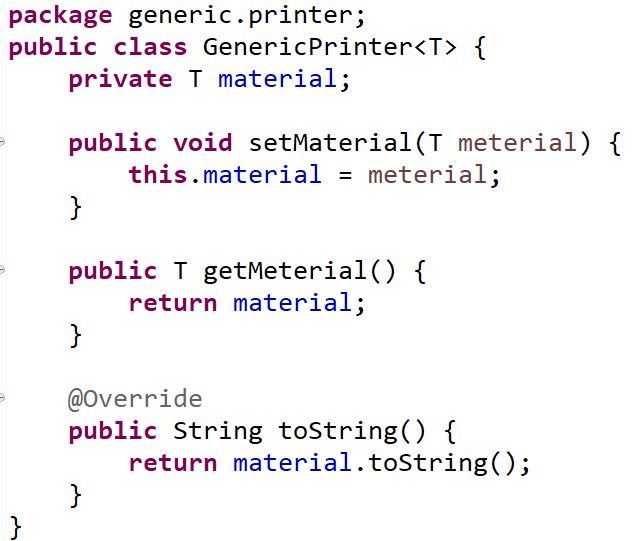 package generic.printer;
public class GenericPrinter<T> {
    private T material;

    public void setMaterial(T meterial) {
        this.material = meterial;
    }

    public T getMeterial() {
        return material;
    }

    @Override
    public String toString() {
        return material.toString();
    }
}